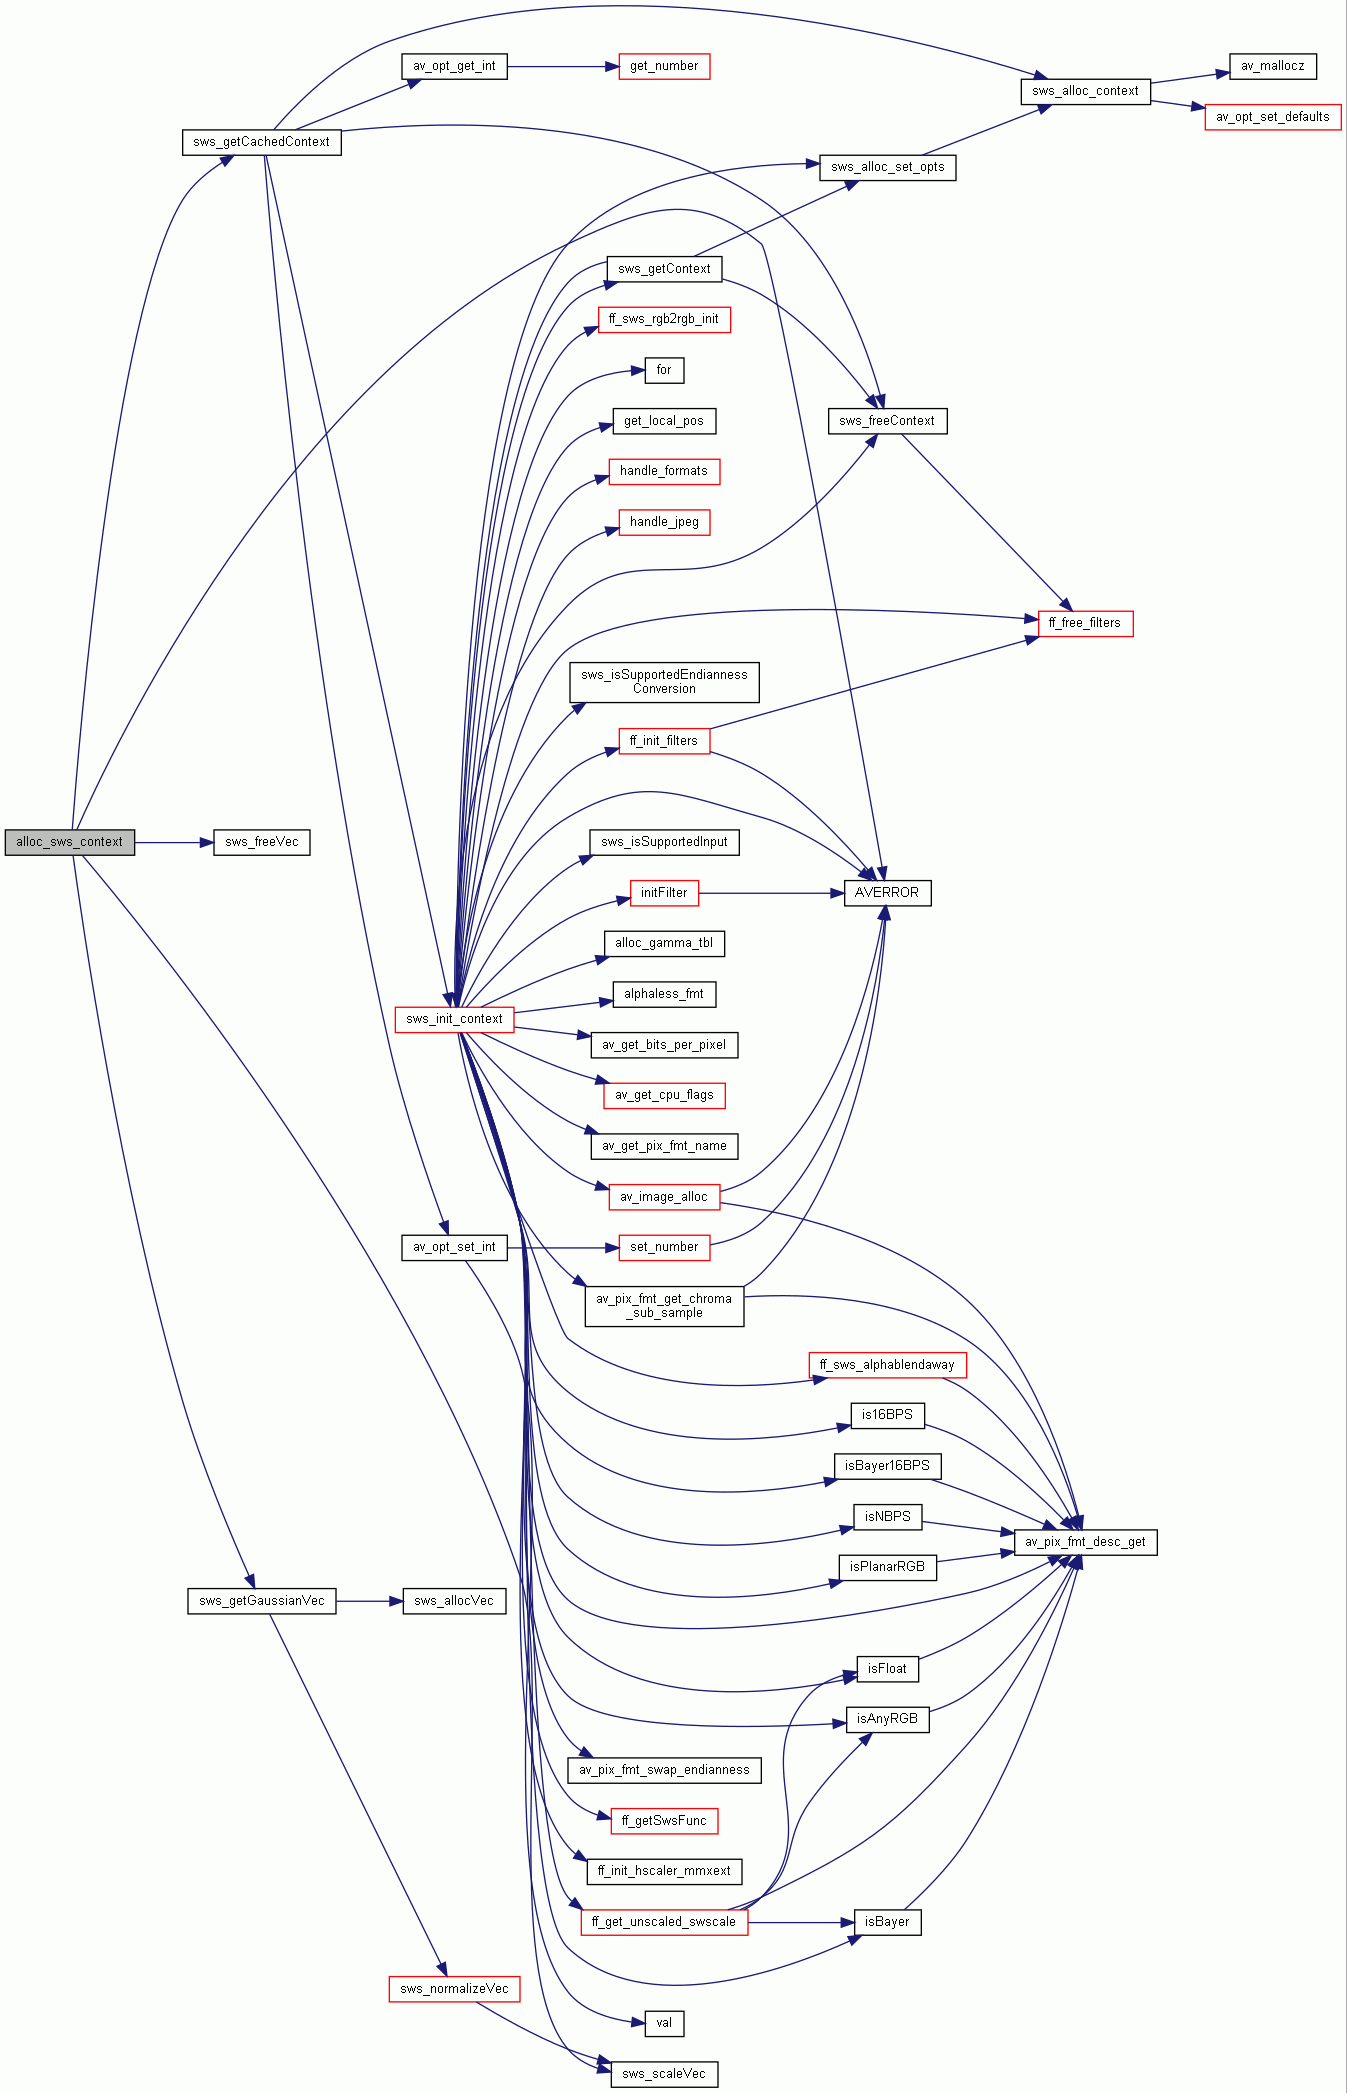 av_opt_get_int
get_number
av_mallocz
sws_alloc_context
av_opt_set_defaults
sws_getCachedContext
sws_alloc_set_opts
sws_getContext
ff_sws_rgb2rgb_init
for
get_local_pos
sws_freeContext
handle_formats
handle_jpeg
ff_free_filters
sws_isSupportedEndianness
Conversion
ff_init_filters
alloc_sws_context
sws_freeVec
sws_isSupportedInput
initFilter
AVERROR
alloc_gamma_tbl
alphaless_fmt
sws_init_context
av_get_bits_per_pixel
av_get_cpu_flags
av_get_pix_fmt_name
av_image_alloc
av_opt_set_int
set_number
av_pix_fmt_get_chroma
_sub_sample
ff_sws_alphablendaway
is16BPS
isBayer16BPS
isNBPS
av_pix_fmt_desc_get
isPlanarRGB
sws_getGaussianVec
sws_allocVec
isFloat
isAnyRGB
av_pix_fmt_swap_endianness
ff_getSwsFunc
ff_init_hscaler_mmxext
ff_get_unscaled_swscale
isBayer
sws_normalizeVec
val
sws_scaleVec